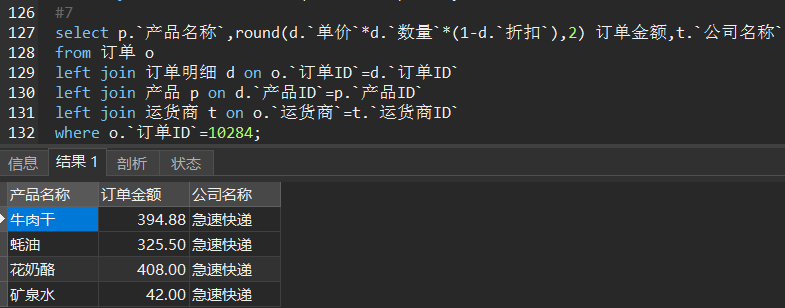 126
127 #7
128 select p.`产品名称`,round(d.`单价`*d.`数量`*(1-d.`折扣`),2) 订单金额,t.`公司名称`
129 from 订单 o
130 left join 订单明细 d on o.`订单ID`=d.`订单ID`
131 left join 产品 p on d.`产品ID`=p.`产品ID`
132 left join 运货商 t on o.`运货商`=t.`运货商ID`
where o.`订单ID`=10284;
信息 结果 1 剖析 状态
产品名称 订单金额 公司名称
牛肉干 394.88 急速快递
蚝油 325.50 急速快递
花奶酪 408.00 急速快递
矿泉水 42.00 急速快递